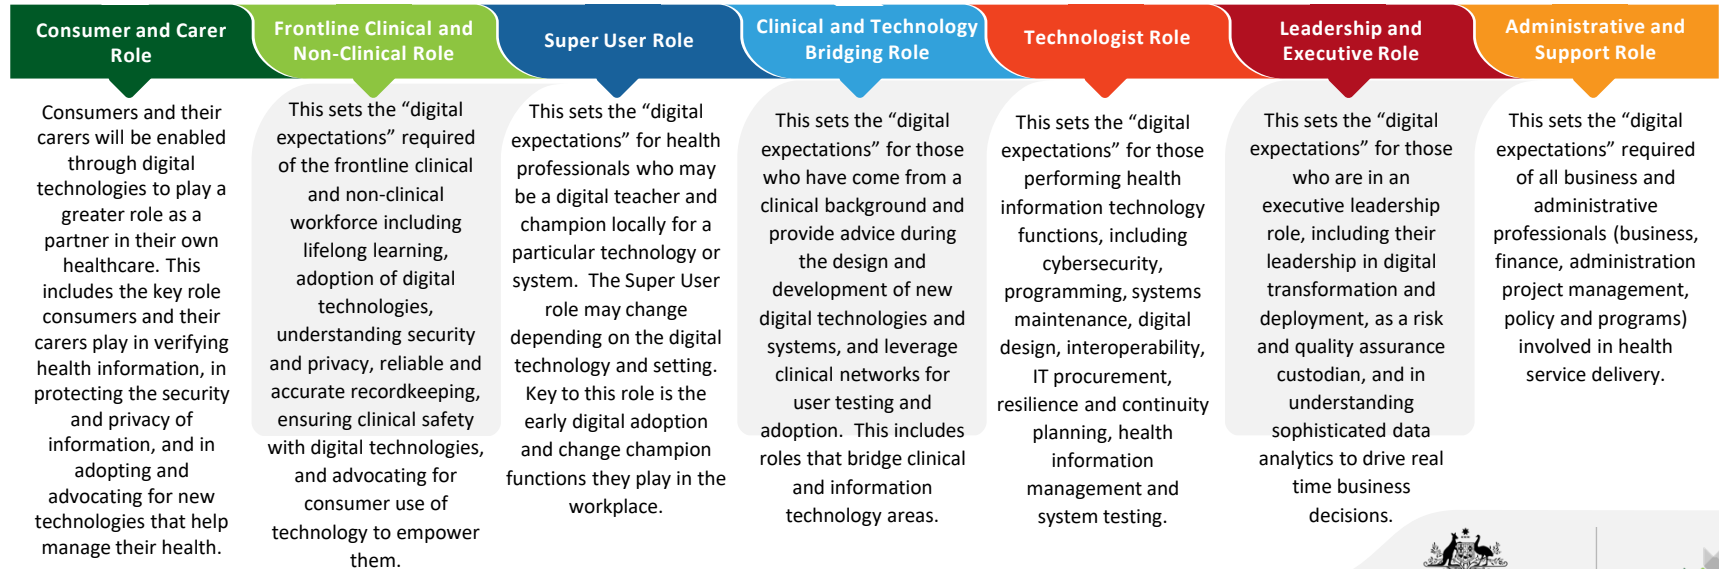 Consumer and Carer
Role
Consumers and their
carers will be enabled
through digital
technologies to play a
greater role as a
partner in their own
healthcare. This
includes the key role
consumers and their
carers play in verifying
health information, in
protecting the security
and privacy of
information, and in
adopting and
advocating for new
technologies that help
manage their health.
Frontline Clinical and
Non-Clinical Role
This sets the “digital
expectations” required
of the frontline clinical
and non-clinical
workforce including
lifelong learning,
adoption of digital
technologies,
understanding security
and privacy, reliable and
accurate recordkeeping,
ensuring clinical safety
with digital technologies,
and advocating for
consumer use of
technology to empower
them.
Super User Role
This sets the “digital
expectations” for health
professionals who may
be a digital teacher and
champion locally for a
particular technology or
system. The Super User
role may change
depending on the digital
technology and setting.
Key to this role is the
early digital adoption
and change champion
functions they play in the
workplace.
Clinical and Technology
Bridging Role
This sets the “digital
expectations” for those
who have come from a
clinical background and
provide advice during
the design and
development of new
digital technologies and
systems, and leverage
clinical networks for
user testing and
adoption. This includes
roles that bridge clinical
and information
technology areas.
Technologist Role
This sets the “digital
expectations” for those
performing health
information technology
functions, including
cybersecurity,
programming, systems
maintenance, digital
design, interoperability,
IT procurement,
resilience and continuity
planning, health
information
management and
system testing.
Leadership and
Executive Role
This sets the “digital
expectations” for those
who are in an
executive leadership
role, including their
leadership in digital
transformation and
deployment, as a risk
and quality assurance
custodian, and in
understanding
sophisticated data
analytics to drive real
time business
decisions.
Administrative and
Support Role
This sets the “digital
expectations” required
of all business and
administrative
professionals (business,
finance, administration
project management,
policy and programs)
involved in health
service delivery.